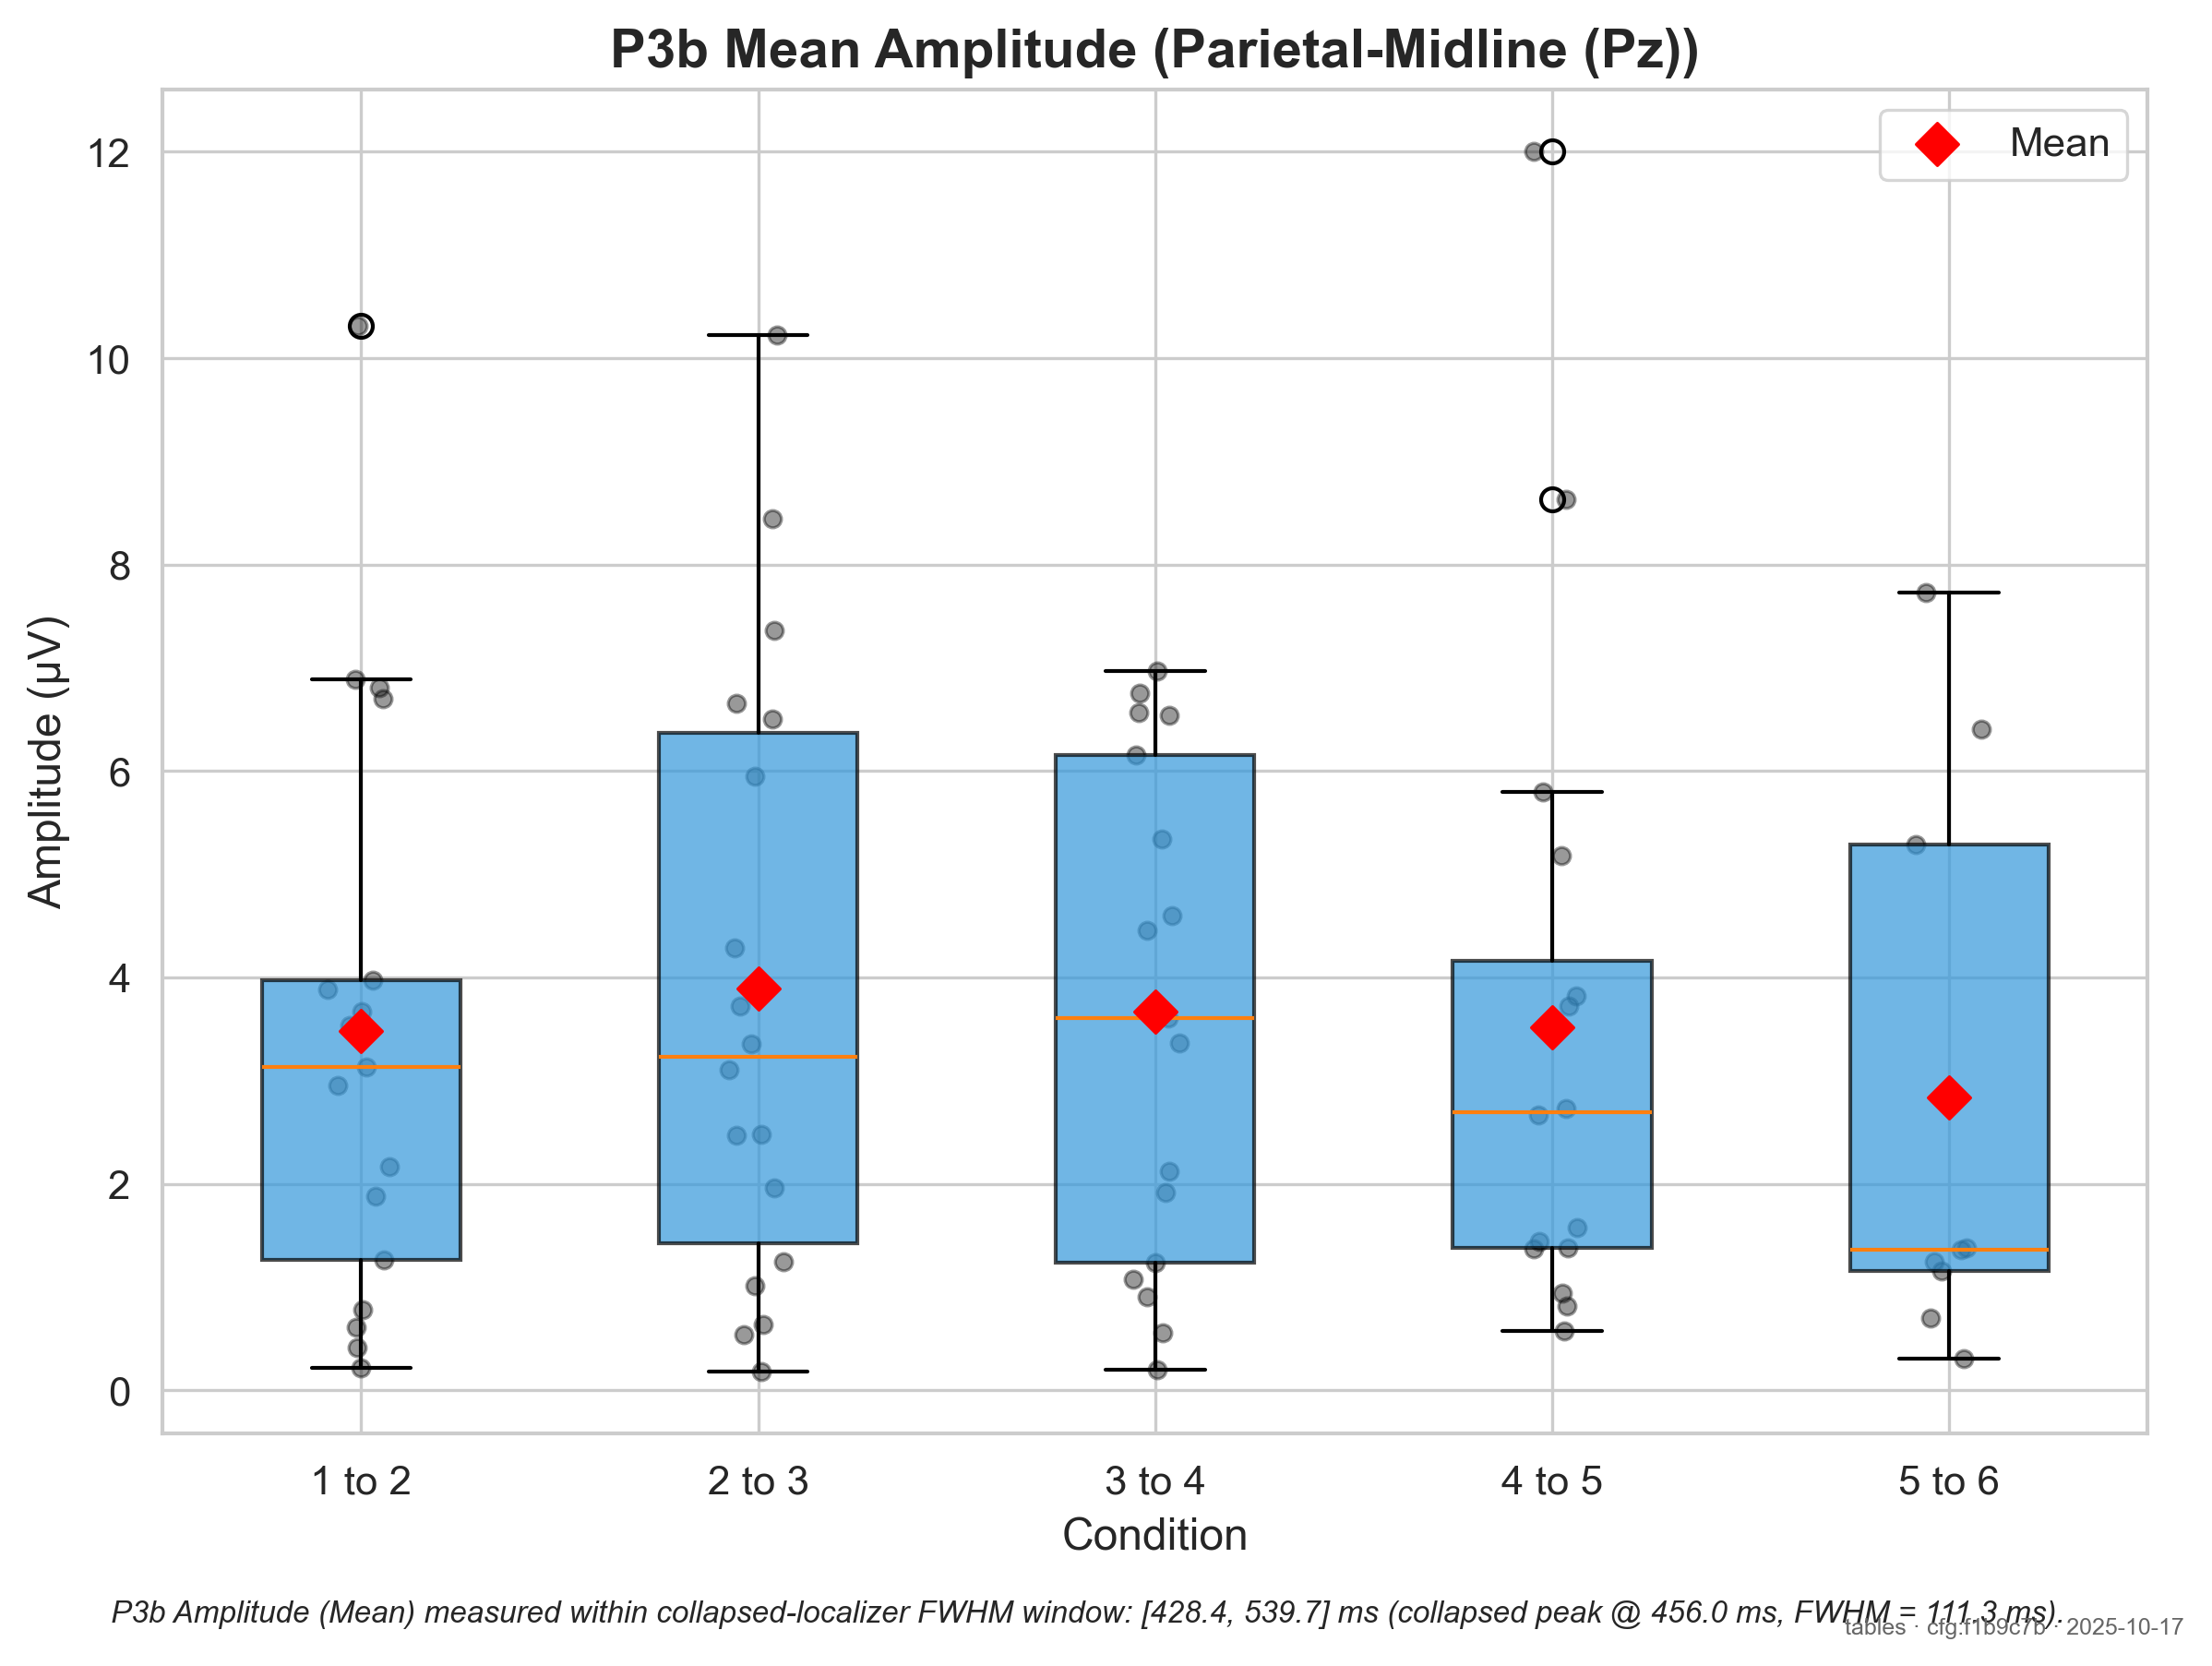 P3b Mean Amplitude (Parietal-Midline (Pz))
Mean
12
10
8
6
4
2
0
Amplitude (µV)
1 to 2
2 to 3
3 to 4
4 to 5
5 to 6
Condition
P3b Amplitude (Mean) measured within collapsed-localizer FWHM window: [428.4, 539.7] ms (collapsed peak @ 456.0 ms, FWHM = 111.3 ms).
tables · cfg:f1b9c7b · 2025-10-17